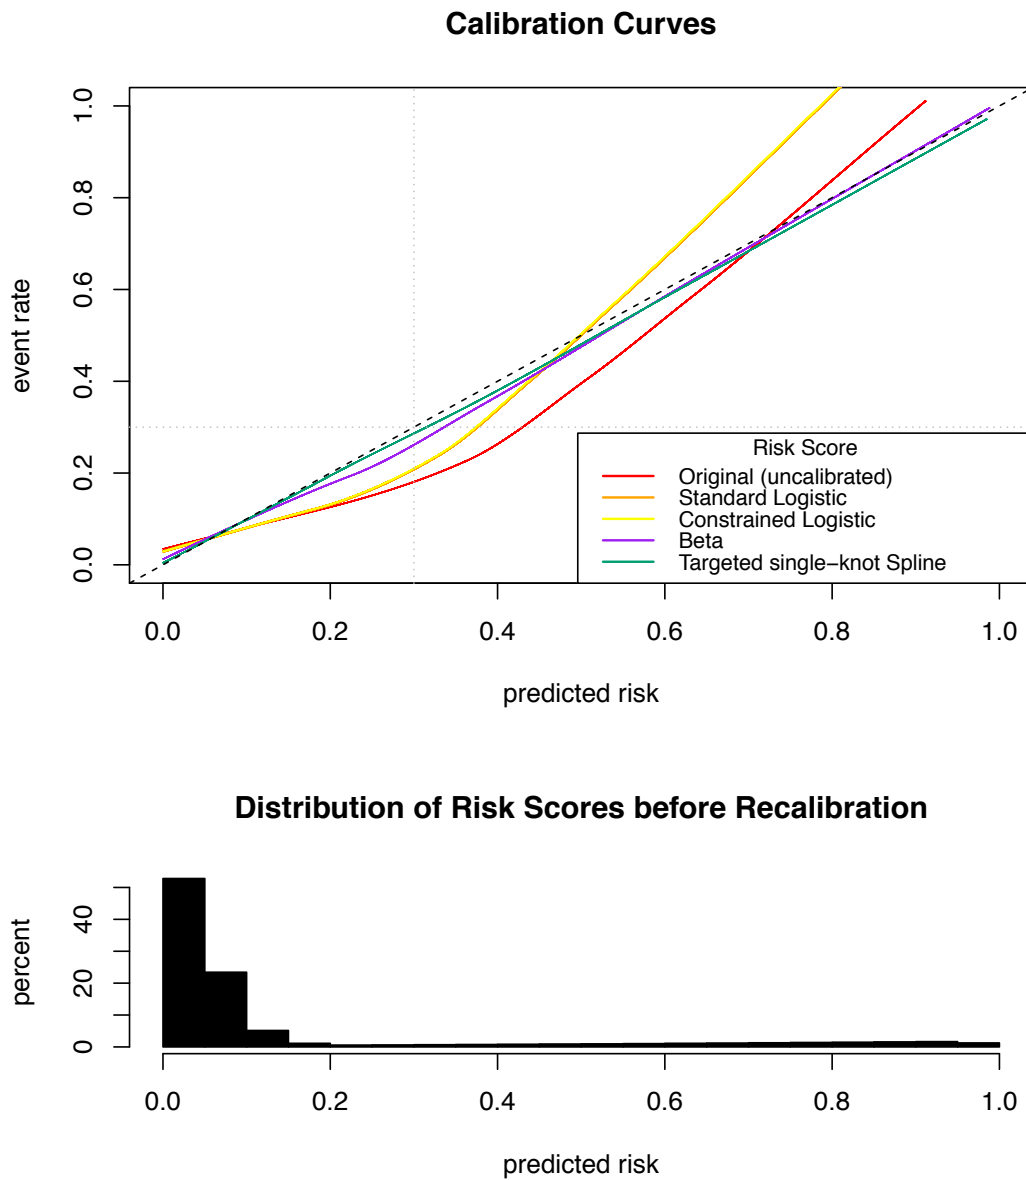 Calibration Curves
1.0
0.8
0.6
0.4
0.2
0.0
event rate
Risk Score
Original (uncalibrated)
Standard Logistic
Constrained Logistic
Beta
Targeted single−knot Spline
0.0 0.2 0.4 0.6 0.8 1.0
predicted risk
Distribution of Risk Scores before Recalibration
40
20
0
percent
0.0 0.2 0.4 0.6 0.8 1.0
predicted risk